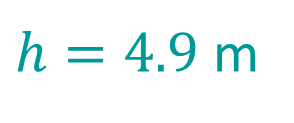 h = 4.9 m